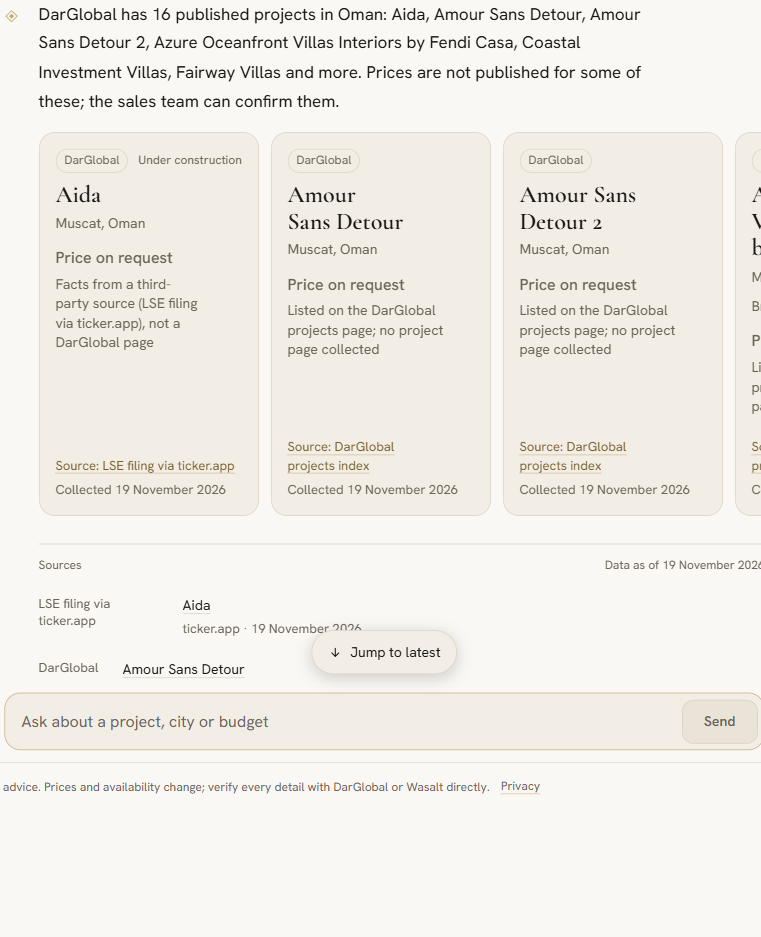 DarGlobal has 16 published projects in Oman: Aida, Amour Sans Detour, Amour
Sans Detour 2, Azure Oceanfront Villas Interiors by Fendi Casa, Coastal
Investment Villas, Fairway Villas and more. Prices are not published for some of
these; the sales team can confirm them.
DarGlobal
Under construction
Aida
Muscat, Oman
Price on request
Facts from a third-
party source (LSE filing
via ticker.app), not a
DarGlobal page
Source: LSE filing via ticker.app
Collected 19 November 2026
DarGlobal
Amour
Sans Detour
Muscat, Oman
Price on request
Listed on the DarGlobal
projects page; no project
page collected
Source: DarGlobal
projects index
Collected 19 November 2026
DarGlobal
Amour Sans
Detour 2
Muscat, Oman
Price on request
Listed on the DarGlobal
projects page; no project
page collected
Source: DarGlobal
projects index
Collected 19 November 2026
Sources
Data as of 19 November 2026
LSE filing via
ticker.app
Aida
ticker.app · 19 November 2026
Jump to latest
DarGlobal
Amour Sans Detour
Ask about a project, city or budget
Send
advice. Prices and availability change; verify every detail with DarGlobal or Wasalt directly.
Privacy